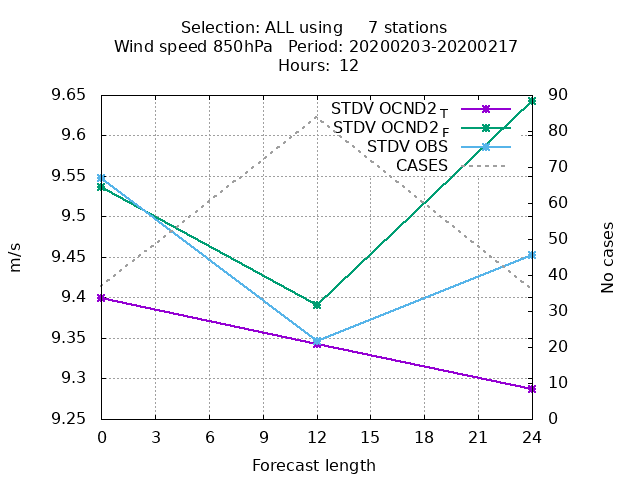 Selection: ALL using     7 stations
Wind speed 850hPa   Period: 20200203-20200217
Hours:  12
STDV OCND2_T
STDV OCND2_F
STDV OBS
CASES
9.65
9.6
9.55
9.5
9.45
9.4
9.35
9.3
9.25
90
80
70
60
50
40
30
20
10
0
m/s
No cases
0 3 6 9 12 15 18 21 24
Forecast length